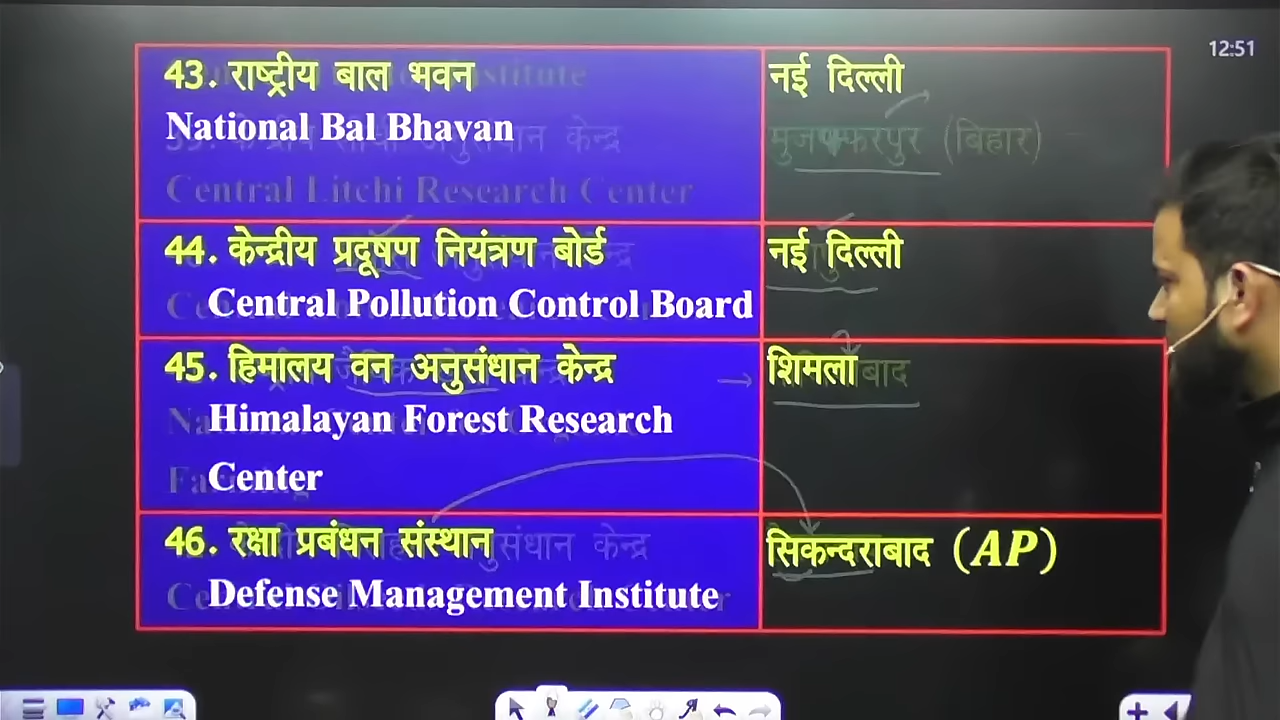 12:51
43. राष्ट्रीय बाल भवन
National Bal Bhavan
नई दिल्ली
मुजफ्फरपुर (बिहार)
Central Litchi Research Center
44. केन्द्रीय प्रदूषण नियंत्रण बोर्ड
Central Pollution Control Board
नई दिल्ली
45. हिमालय वन अनुसंधान केन्द्र
Himalayan Forest Research
Center
शिमला
46. रक्षा प्रबंधन संस्थान
Defense Management Institute
सिकन्दराबाद (AP)